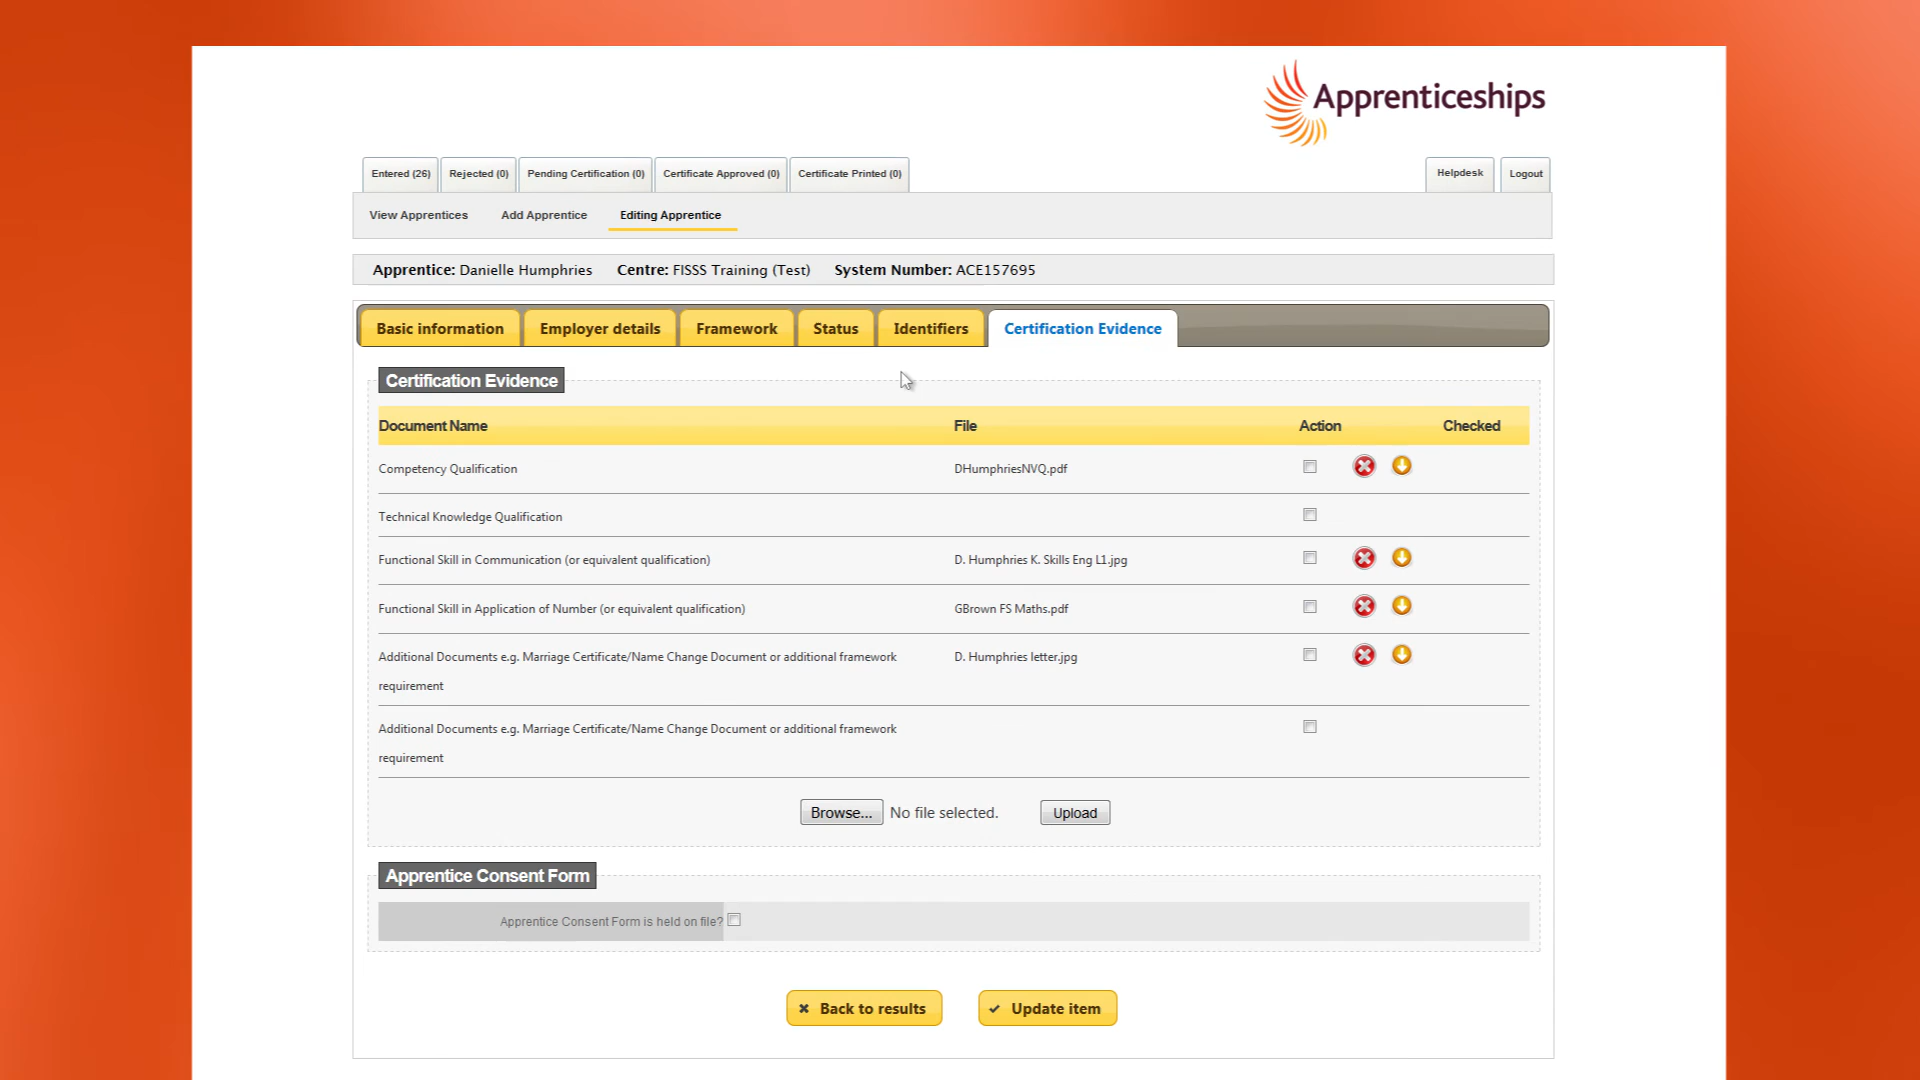 Apprenticeships
Entered (26) Rejected (0) Pending Certification (0) Certificate Approved (0) Certificate Printed (0) Helpdesk Logout
View Apprentices Add Apprentice Editing Apprentice
Apprentice: Danielle Humphries Centre: FISSS Training (Test) System Number: ACE157695
Basic information Employer details Framework Status Identifiers Certification Evidence
Certification Evidence
Document Name File Action Checked
Competency Qualification DHumphriesNVQ.pdf
Technical Knowledge Qualification
Functional Skill in Communication (or equivalent qualification) D. Humphries K. Skills Eng L1.jpg
Functional Skill in Application of Number (or equivalent qualification) GBrown FS Maths.pdf
Additional Documents e.g. Marriage Certificate/Name Change Document or additional framework D. Humphries letter.jpg
requirement
Additional Documents e.g. Marriage Certificate/Name Change Document or additional framework
requirement
Browse... No file selected. Upload
Apprentice Consent Form
Apprentice Consent Form is held on file?
Back to results Update item